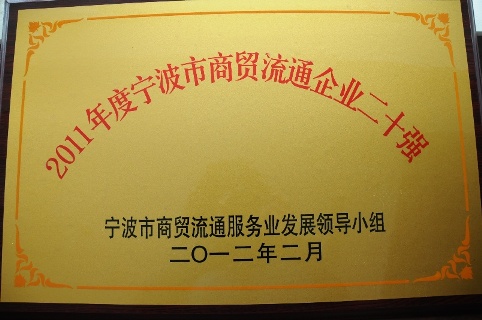 2011年度宁波市商贸流通企业二十强
宁波市商贸流通服务业发展领导小组
二〇一二年二月